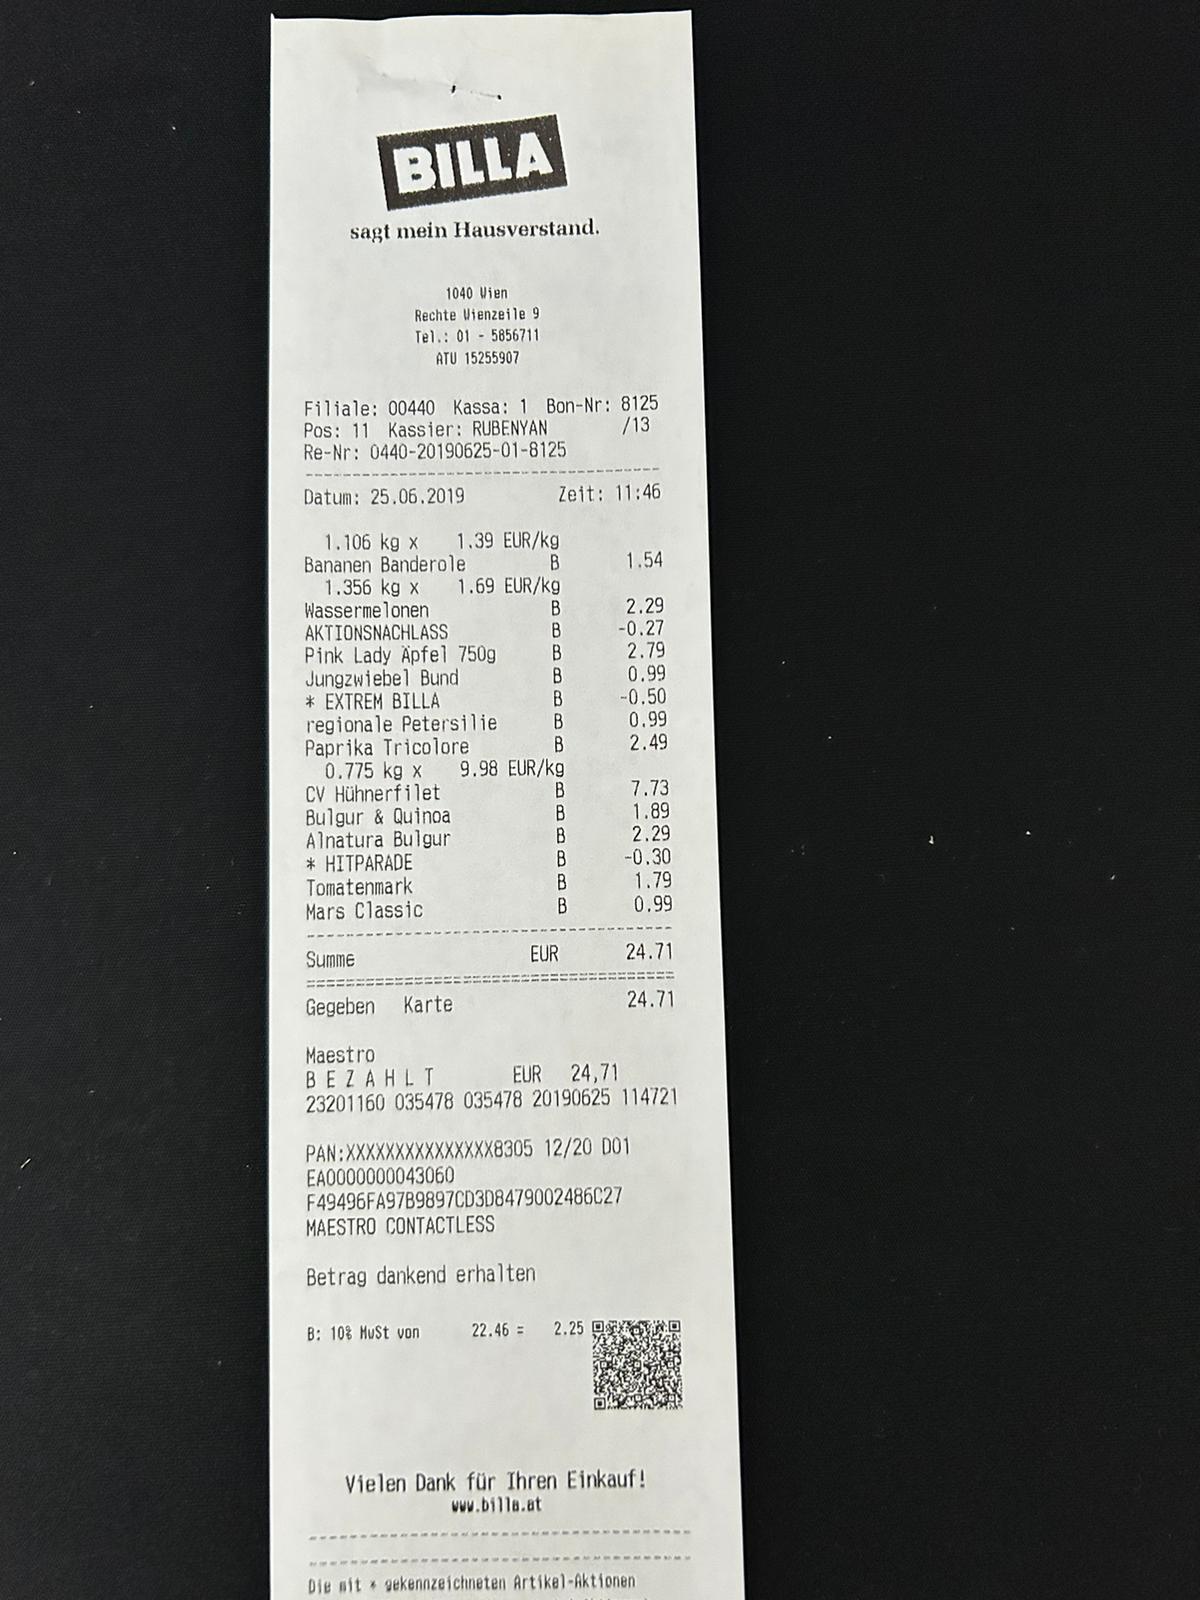 BILLA
sagt mein Hausverstand.
1040 Wien
Rechte Wienzeile 9
Tel.: 01 - 5856711
ATU 15255907
Filiale: 00440 Kassa: 1 Bon-Nr: 8125
Pos: 11 Kassier: RUBENYAN /13
Re-Nr: 0440-20190625-01-8125
Datum: 25.06.2019 Zeit: 11:46
1.106 kg x 1.39 EUR/kg
Bananen Banderole B 1.54
1.356 kg x 1.69 EUR/kg
Wassermelonen B 2.29
AKTIONSNACHLASS B -0.27
Pink Lady Äpfel 750g B 2.79
Jungzwiebel Bund B 0.99
* EXTREM BILLA B -0.50
regionale Petersilie B 0.99
Paprika Tricolore B 2.49
0.775 kg x 9.98 EUR/kg
CV Hühnerfilet B 7.73
Bulgur & Quinoa B 1.89
Alnatura Bulgur B 2.29
* HITPARADE B -0.30
Tomatenmark B 1.79
Mars Classic B 0.99
Summe EUR 24.71
Gegeben Karte 24.71
Maestro
B E Z A H L T EUR 24,71
23201160 035478 035478 20190625 114721
PAN:XXXXXXXXXXXXXXX8305 12/20 D01
EA0000000043060
F49496FA97B9897CD3D8479002486C27
MAESTRO CONTACTLESS
Betrag dankend erhalten
B: 10% MwSt von 22.46 = 2.25
Vielen Dank für Ihren Einkauf!
www.billa.at
Die mit * gekennzeichneten Artikel-Aktionen